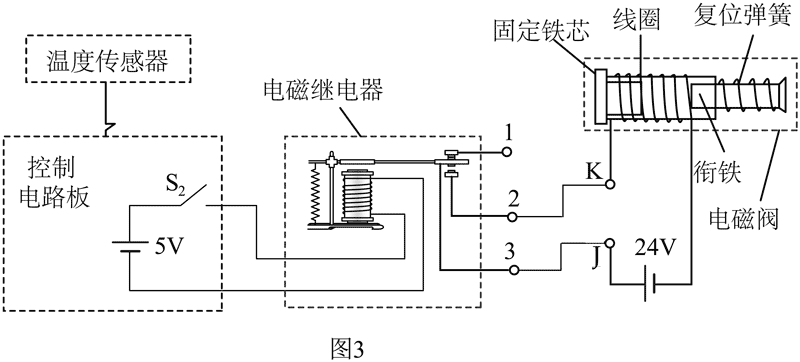 固定铁芯
线圈
复位弹簧
温度传感器
电磁继电器
1
控制
电路板
S₂
K
衔铁
2
电磁阀
5V
3
J
24V
图3